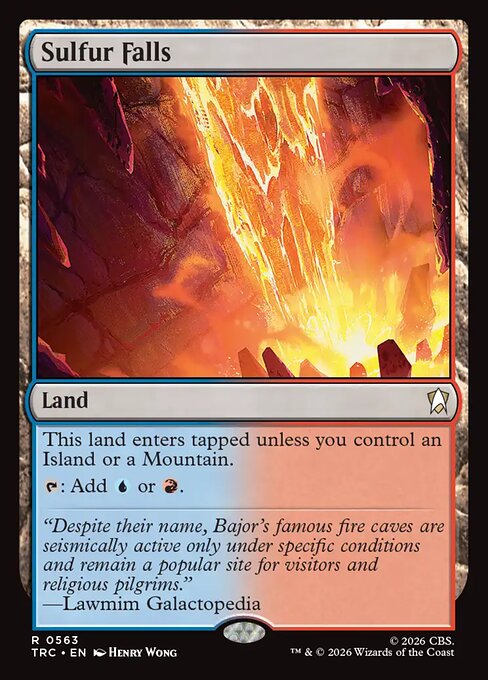 Sulfur Falls
Land
This land enters tapped unless you control an
Island or a Mountain.
: Add or .
“Despite their name, Bajor’s famous fire caves are
seismically active only under specific conditions
and remain a popular site for visitors and
religious pilgrims.”
—Lawmim Galactopedia
R 0563
TRC • EN Henry Wong
© 2026 CBS.
™ & © 2026 Wizards of the Coast